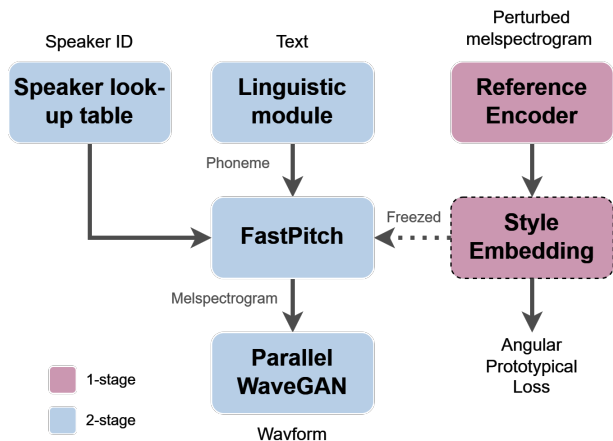 Speaker ID
Text
Perturbed
melspectrogram
Speaker look-
up table
Linguistic
module
Reference
Encoder
Phoneme
FastPitch
Freezed
Style
Embedding
Melspectrogram
Parallel
WaveGAN
Angular
Prototypical
Loss
1-stage
2-stage
Wavform